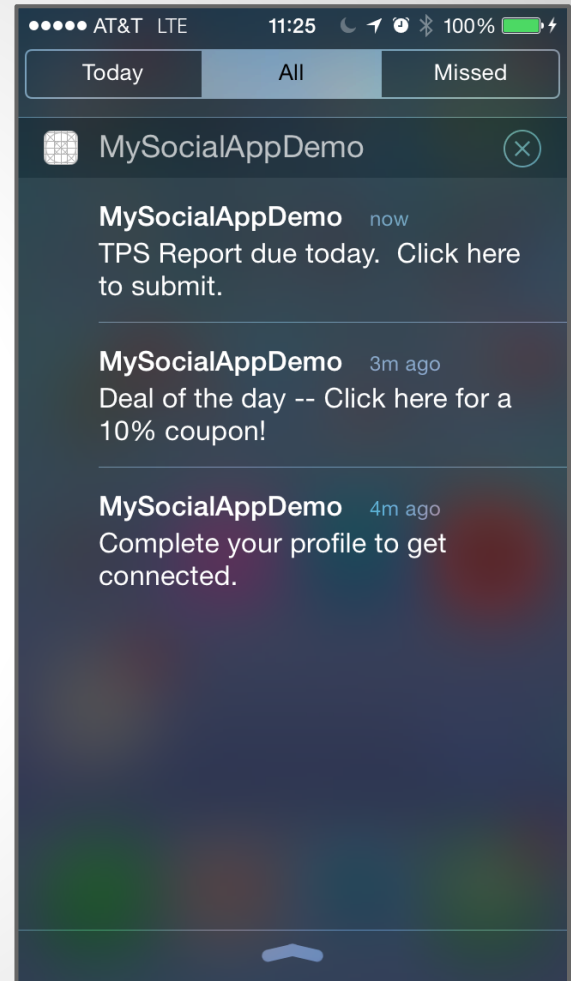 AT&T LTE 11:25 100%
Today All Missed
MySocialAppDemo
MySocialAppDemo now
TPS Report due today.  Click here
to submit.
MySocialAppDemo 3m ago
Deal of the day -- Click here for a
10% coupon!
MySocialAppDemo 4m ago
Complete your profile to get
connected.